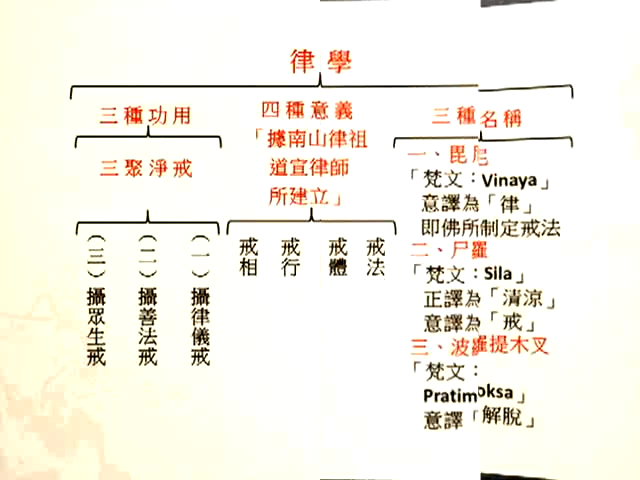 律學
三種功用
三聚淨戒
（一）攝律儀戒
（二）攝善法戒
（三）攝眾生戒
四種意義
「據南山律祖
道宣律師
所建立」
戒法
戒體
戒行
戒相
三種名稱
一、毘尼
「梵文：Vinaya」
意譯為「律」
即佛所制定戒法
二、尸羅
「梵文：Sila」
正譯為「清涼」
意譯為「戒」
三、波羅提木叉
「梵文：
Pratimoksa」
意譯「解脫」